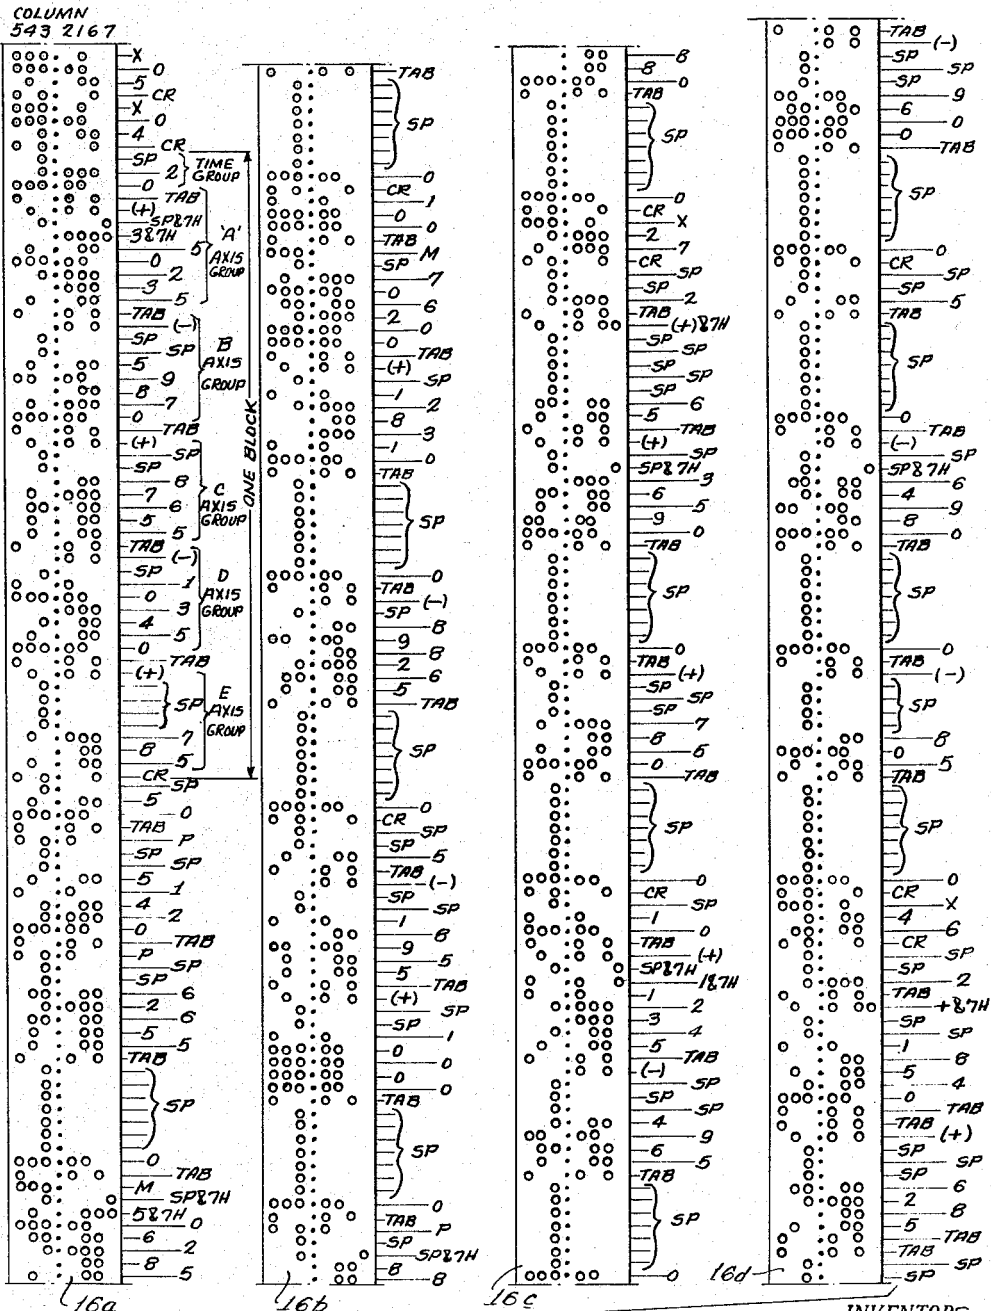 COLUMN
543 2167
X
0
5
CR
X
0
4
CR
SP
2
0
TIME
GROUP
TAB
(+)
SP&7H
3&7H
5
0
2
3
5
'A'
AXIS
GROUP
TAB
(-)
SP
SP
5
9
8
7
0
B
AXIS
GROUP
TAB
(+)
SP
SP
8
7
6
5
5
C
AXIS
GROUP
TAB
(-)
SP
1
0
3
4
5
0
D
AXIS
GROUP
TAB
(+)
SP
7
8
5
E
AXIS
GROUP
CR
ONE BLOCK
SP
5
0
TAB
P
SP
SP
5
1
4
2
0
TAB
P
SP
SP
6
2
6
5
5
TAB
SP
0
TAB
M
SP&7H
5&7H
0
6
2
8
5
16a
TAB
SP
0
CR
1
0
0
TAB
M
SP
7
0
6
2
0
0
TAB
(+)
SP
1
2
8
3
1
0
TAB
SP
0
TAB
(-)
SP
8
9
8
2
6
5
TAB
SP
0
CR
SP
SP
5
TAB
(-)
SP
SP
1
8
9
5
5
TAB
(+)
SP
SP
1
0
0
0
0
TAB
SP
0
TAB
P
SP
SP&7H
8
8
16b
8
8
0
TAB
SP
0
CR
X
2
7
CR
SP
SP
2
TAB
(+)&7H
SP
SP
SP
SP
SP
6
5
TAB
(+)
SP
SP&7H
3
6
5
9
0
TAB
SP
0
TAB
(+)
SP
SP
SP
7
8
6
0
TAB
SP
0
CR
SP
1
0
TAB
(+)
SP&7H
1&7H
1
2
3
4
5
TAB
(-)
SP
SP
SP
4
9
6
5
TAB
SP
0
16c
TAB
(-)
SP
SP
SP
9
6
0
0
TAB
SP
0
CR
SP
SP
5
TAB
SP
0
TAB
(-)
SP
SP&7H
6
4
9
8
0
TAB
SP
0
TAB
(-)
SP
8
0
5
TAB
SP
0
CR
X
4
6
CR
SP
SP
2
TAB
+&7H
SP
SP
1
8
5
4
0
TAB
TAB
(+)
SP
SP
SP
6
2
8
5
TAB
TAB
SP
SP
16d